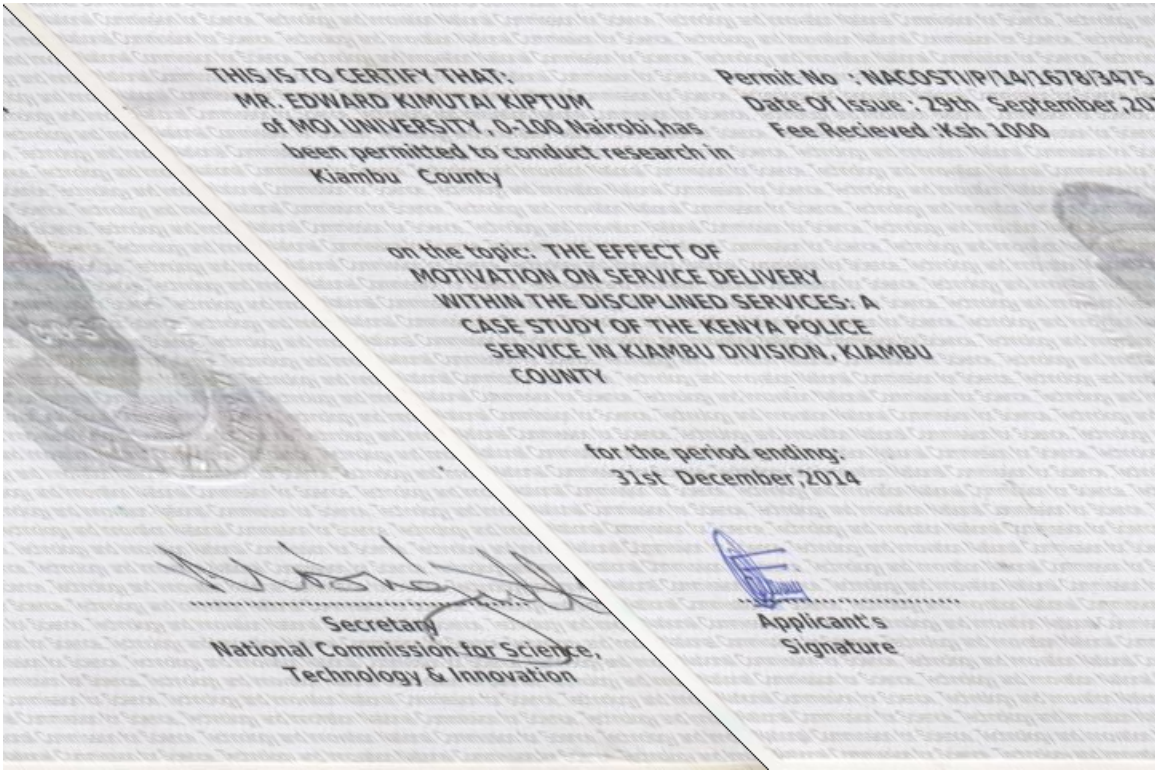 THIS IS TO CERTIFY THAT:
MR. EDWARD KIMUTAI KIPTUM
of MOI UNIVERSITY, 0-100 Nairobi,has
been permitted to conduct research in
Kiambu County
Permit No : NACOSTI/P/14/1678/3475
Date Of Issue : 29th September,20
Fee Recieved :Ksh 1000
on the topic: THE EFFECT OF
MOTIVATION ON SERVICE DELIVERY
WITHIN THE DISCIPLINED SERVICES: A
CASE STUDY OF THE KENYA POLICE
SERVICE IN KIAMBU DIVISION, KIAMBU
COUNTY
for the period ending:
31st December,2014
Applicant's
Signature
Secretary
National Commission for Science,
Technology & Innovation